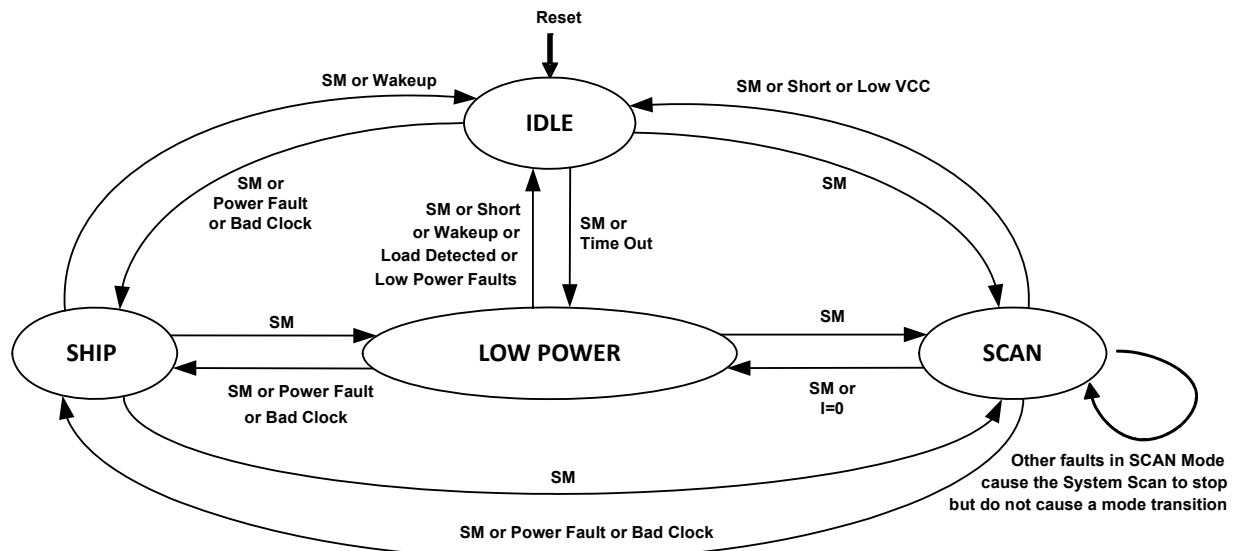 Reset
SM or Wakeup
SM or Short or Low VCC
IDLE
SM or
Power Fault
or Bad Clock
SM or Short
or Wakeup or
Load Detected or
Low Power Faults
SM or
Time Out
SM
SHIP
SM
LOW POWER
SM
SCAN
SM or Power Fault
or Bad Clock
SM or
I=0
SM
Other faults in SCAN Mode
cause the System Scan to stop
but do not cause a mode transition
SM or Power Fault or Bad Clock